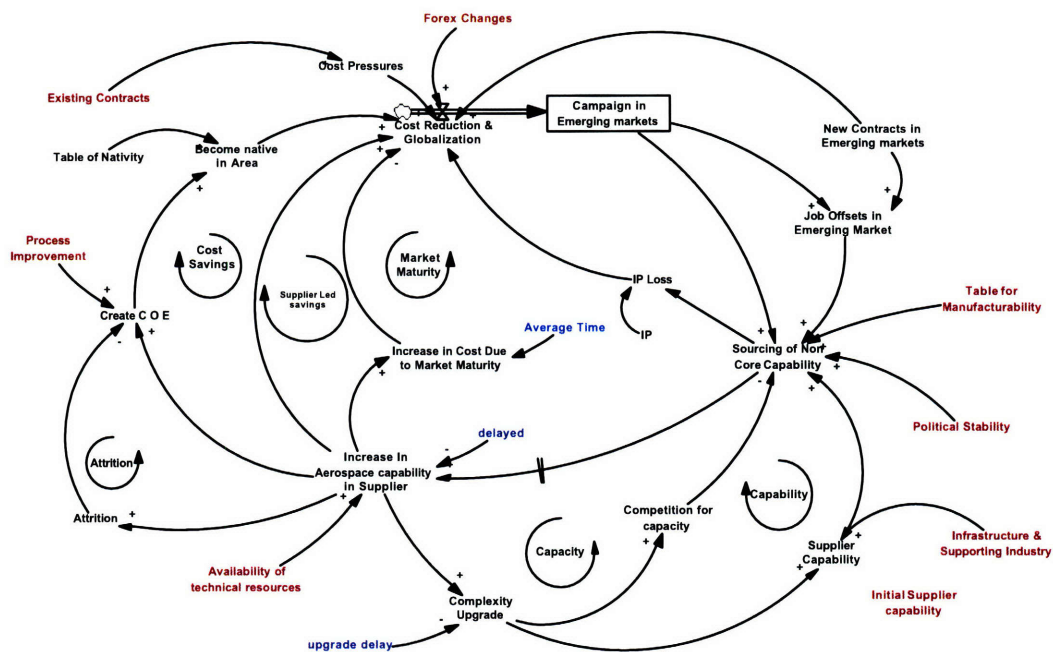 Forex Changes
Cost Pressures
Existing Contracts
Campaign in
Emerging markets
Cost Reduction &
Globalization
New Contracts in
Emerging markets
Table of Nativity
Become native
in Area
Job Offsets in
Emerging Market
Process
Improvement
Cost
Savings
Market
Maturity
Supplier Led
savings
IP Loss
Table for
Manufacturability
Create C O E
Average Time
IP
Increase in Cost Due
to Market Maturity
Sourcing of Non
Core Capability
Political Stability
delayed
Increase In
Aerospace capability
in Supplier
Attrition
Attrition
Capability
Competition for
capacity
Capacity
Supplier
Capability
Infrastructure &
Supporting Industry
Availability of
technical resources
Complexity
Upgrade
Initial Supplier
capability
upgrade delay